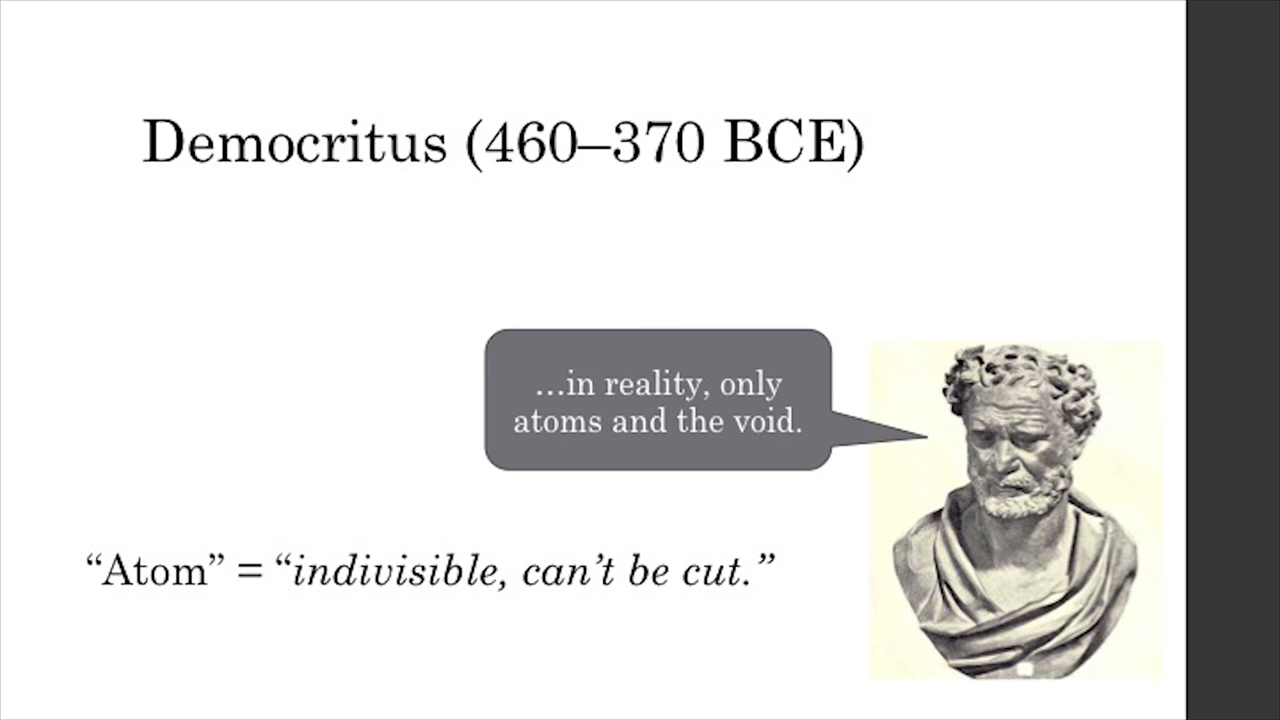 Democritus (460–370 BCE)
…in reality, only
atoms and the void.
“Atom” = “indivisible, can’t be cut.”